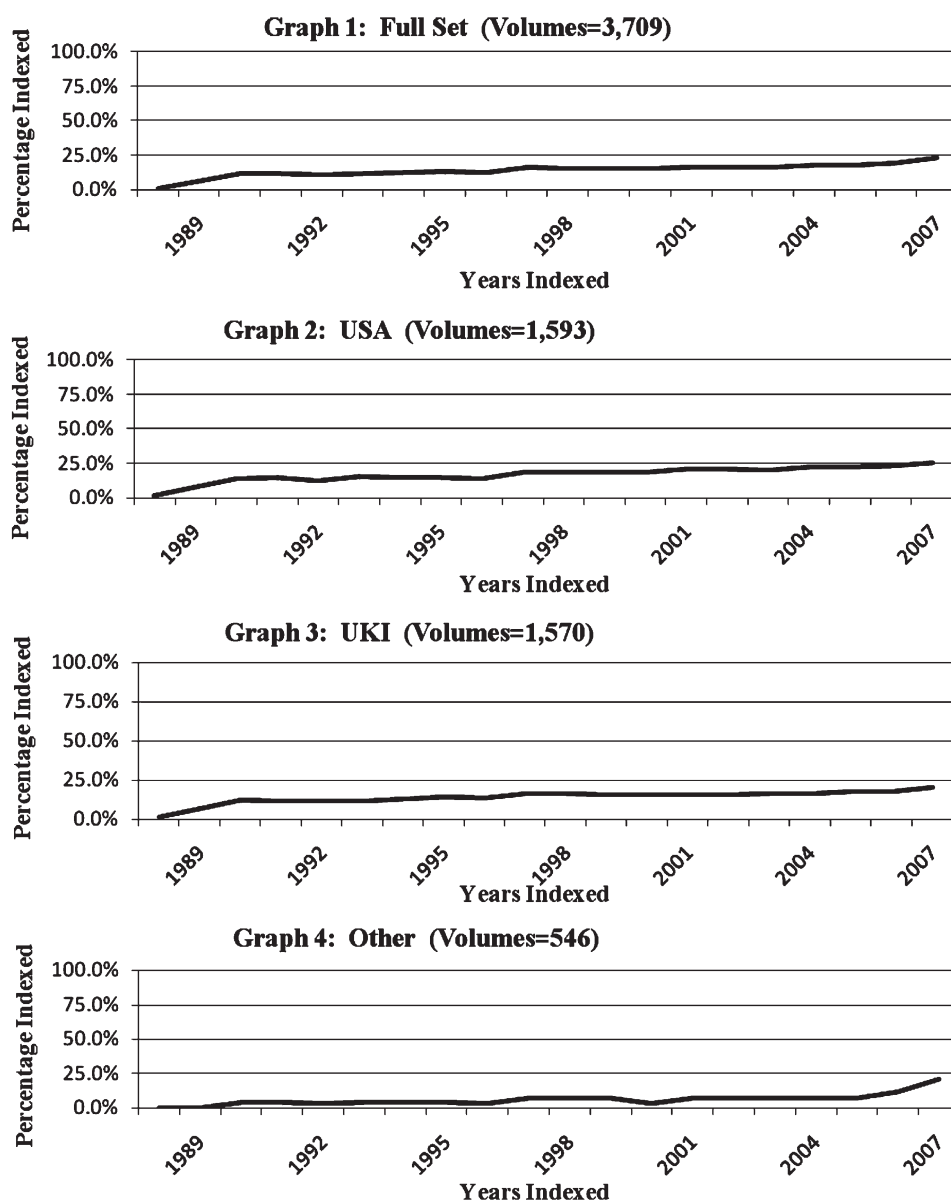 Graph 1: Full Set (Volumes=3,709)
Percentage Indexed
100.0%
75.0%
50.0%
25.0%
0.0%
1989 1992 1995 1998 2001 2004 2007
Years Indexed
Graph 2: USA (Volumes=1,593)
Percentage Indexed
100.0%
75.0%
50.0%
25.0%
0.0%
1989 1992 1995 1998 2001 2004 2007
Years Indexed
Graph 3: UKI (Volumes=1,570)
Percentage Indexed
100.0%
75.0%
50.0%
25.0%
0.0%
1989 1992 1995 1998 2001 2004 2007
Years Indexed
Graph 4: Other (Volumes=546)
Percentage Indexed
100.0%
75.0%
50.0%
25.0%
0.0%
1989 1992 1995 1998 2001 2004 2007
Years Indexed